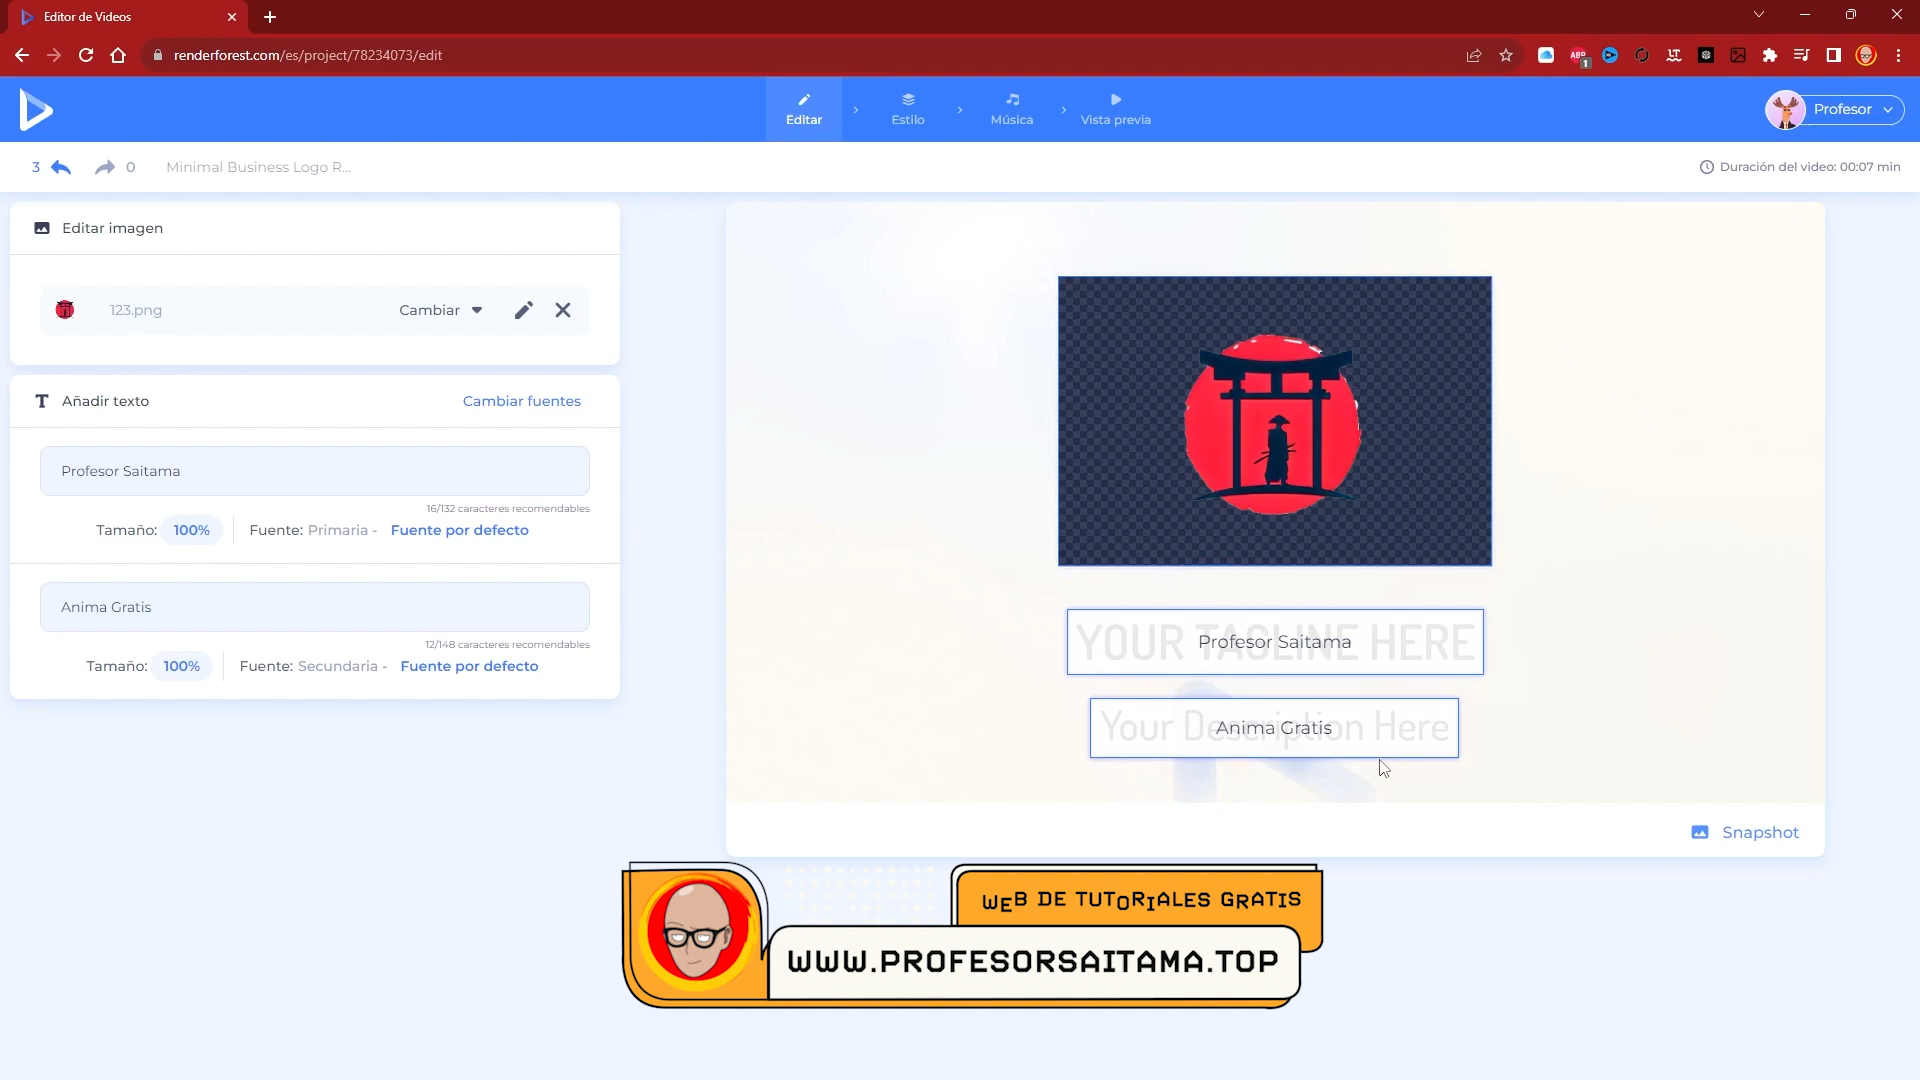 Editor de Videos
renderforest.com/es/project/78234073/edit
ABP
1
Editar
Estilo
Música
Vista previa
Profesor
3
0
Minimal Business Logo R...
Duración del video: 00:07 min
Editar imagen
123.png
Cambiar
T Añadir texto
Cambiar fuentes
Profesor Saitama
16/132 caracteres recomendables
Tamaño: 100%
Fuente: Primaria - Fuente por defecto
Anima Gratis
12/148 caracteres recomendables
Tamaño: 100%
Fuente: Secundaria - Fuente por defecto
YOUR TAGLINE HERE
Profesor Saitama
Your Description Here
Anima Gratis
Snapshot
WEB DE TUTORIALES GRATIS
WWW.PROFESORSAITAMA.TOP